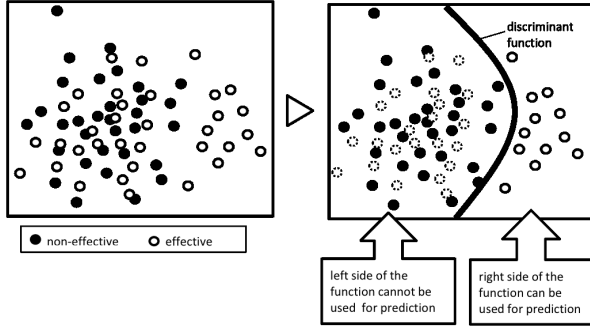 discriminant
function
non-effective
effective
left side of the
function cannot be
used for prediction
right side of the
function can be
used for prediction